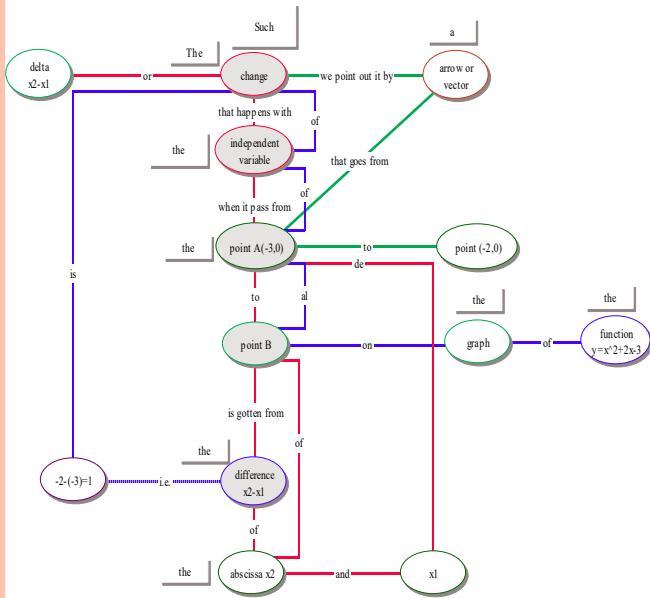 Such
a
The
delta
x2-x1
or
change
we point out it by
arrow or
vector
that happens with
of
the
independent
variable
that goes from
of
when it pass from
the
point A(-3,0)
to
point (-2,0)
de
is
to
al
the
the
point B
on
graph
of
function
y=x^2+2x-3
is gotten from
of
the
-2-(-3)=1
i.e.
difference
x2-x1
of
the
abscissa x2
and
x1